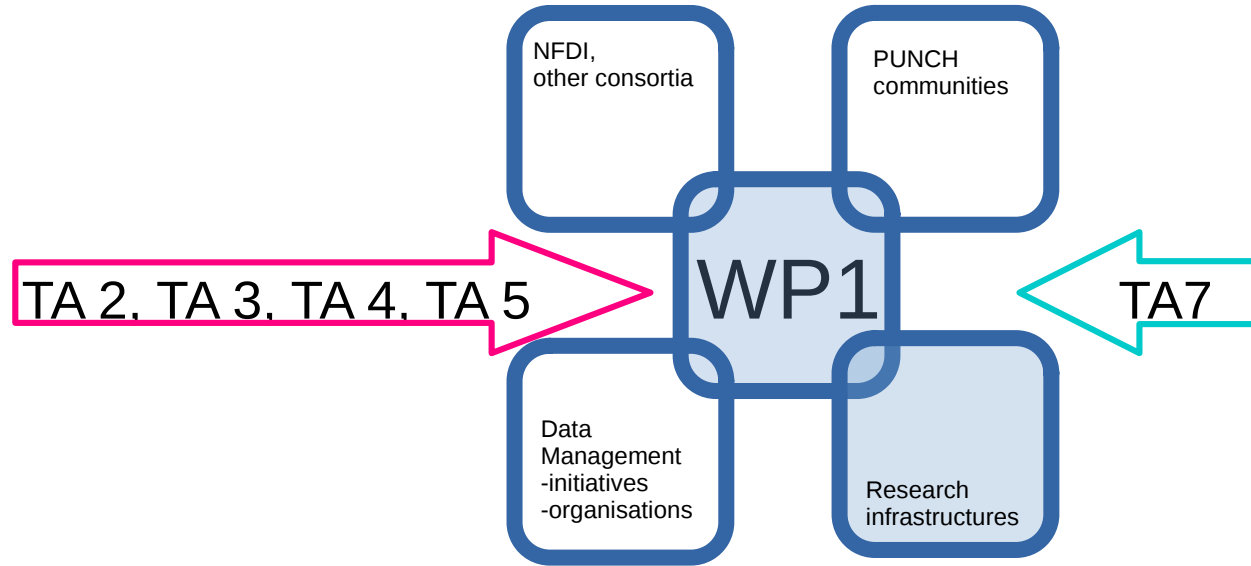 NFDI,
other consortia
PUNCH
communities
TA 2, TA 3, TA 4, TA 5
WP1
TA7
Data
Management
-initiatives
-organisations
Research
infrastructures